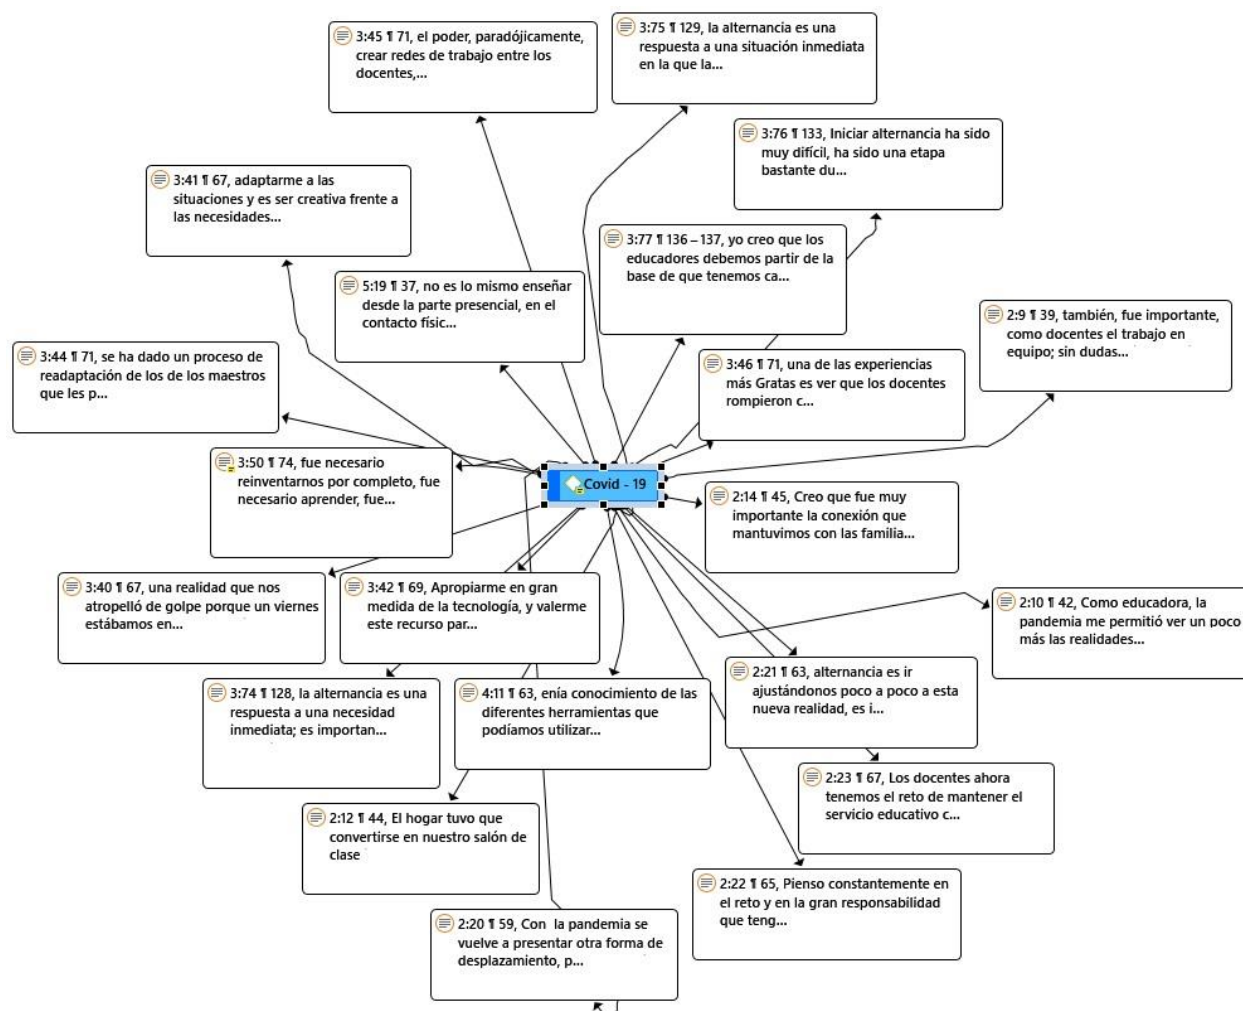 3:45 ¶ 71, el poder, paradójicamente,
crear redes de trabajo entre los
docentes,...
3:75 ¶ 129, la alternancia es una
respuesta a una situación inmediata
en la que la...
3:76 ¶ 133, Iniciar alternancia ha sido
muy difícil, ha sido una etapa
bastante du...
3:41 ¶ 67, adaptarme a las
situaciones y es ser creativa frente a
las necesidades...
3:77 ¶ 136 – 137, yo creo que los
educadores debemos partir de la
base de que tenemos ca...
5:19 ¶ 37, no es lo mismo enseñar
desde la parte presencial, en el
contacto físic...
2:9 ¶ 39, también, fue importante,
como docentes el trabajo en
equipo; sin dudas...
3:44 ¶ 71, se ha dado un proceso de
readaptación de los de los maestros
que les p...
3:46 ¶ 71, una de las experiencias
más Gratas es ver que los docentes
rompieron c...
3:50 ¶ 74, fue necesario
reinventarnos por completo, fue
necesario aprender, fue...
Covid - 19
2:14 ¶ 45, Creo que fue muy
importante la conexión que
mantuvimos con las familia...
3:40 ¶ 67, una realidad que nos
atropelló de golpe porque un viernes
estábamos en...
3:42 ¶ 69, Apropiarme en gran
medida de la tecnología, y valerme
este recurso par...
2:10 ¶ 42, Como educadora, la
pandemia me permitió ver un poco
más las realidades...
2:21 ¶ 63, alternancia es ir
ajustándonos poco a poco a esta
nueva realidad, es i...
3:74 ¶ 128, la alternancia es una
respuesta a una necesidad
inmediata; es importan...
4:11 ¶ 63, enía conocimiento de las
diferentes herramientas que
podíamos utilizar...
2:23 ¶ 67, Los docentes ahora
tenemos el reto de mantener el
servicio educativo c...
2:12 ¶ 44, El hogar tuvo que
convertirse en nuestro salón de
clase
2:22 ¶ 65, Pienso constantemente en
el reto y en la gran responsabilidad
que teng...
2:20 ¶ 59, Con la pandemia se
vuelve a presentar otra forma de
desplazamiento, p...